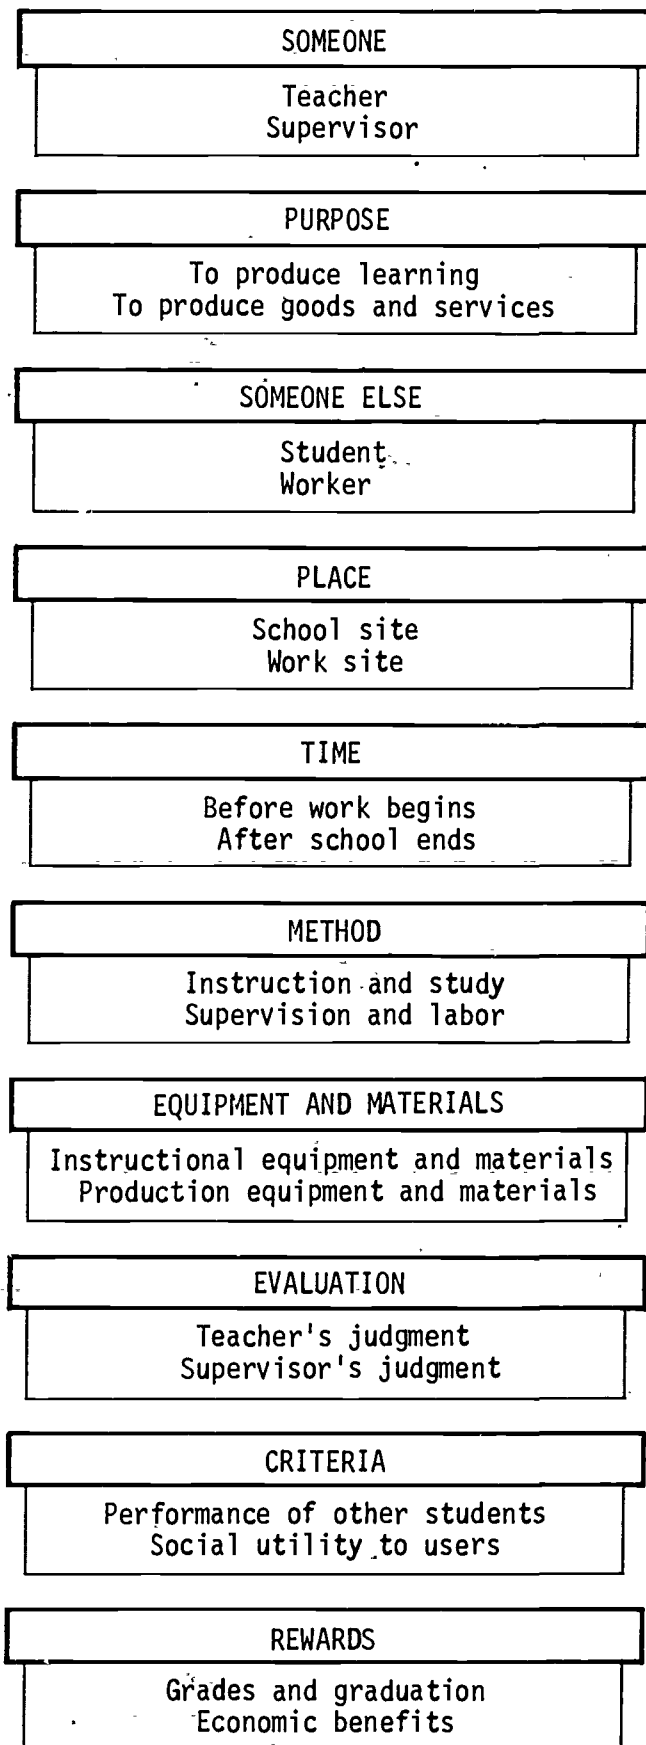 SOMEONE
Teacher
Supervisor
PURPOSE
To produce learning
To produce goods and services
SOMEONE ELSE
Student
Worker
PLACE
School site
Work site
TIME
Before work begins
After school ends
METHOD
Instruction and study
Supervision and labor
EQUIPMENT AND MATERIALS
Instructional equipment and materials
Production equipment and materials
EVALUATION
Teacher's judgment
Supervisor's judgment
CRITERIA
Performance of other students
Social utility to users
REWARDS
Grades and graduation
Economic benefits